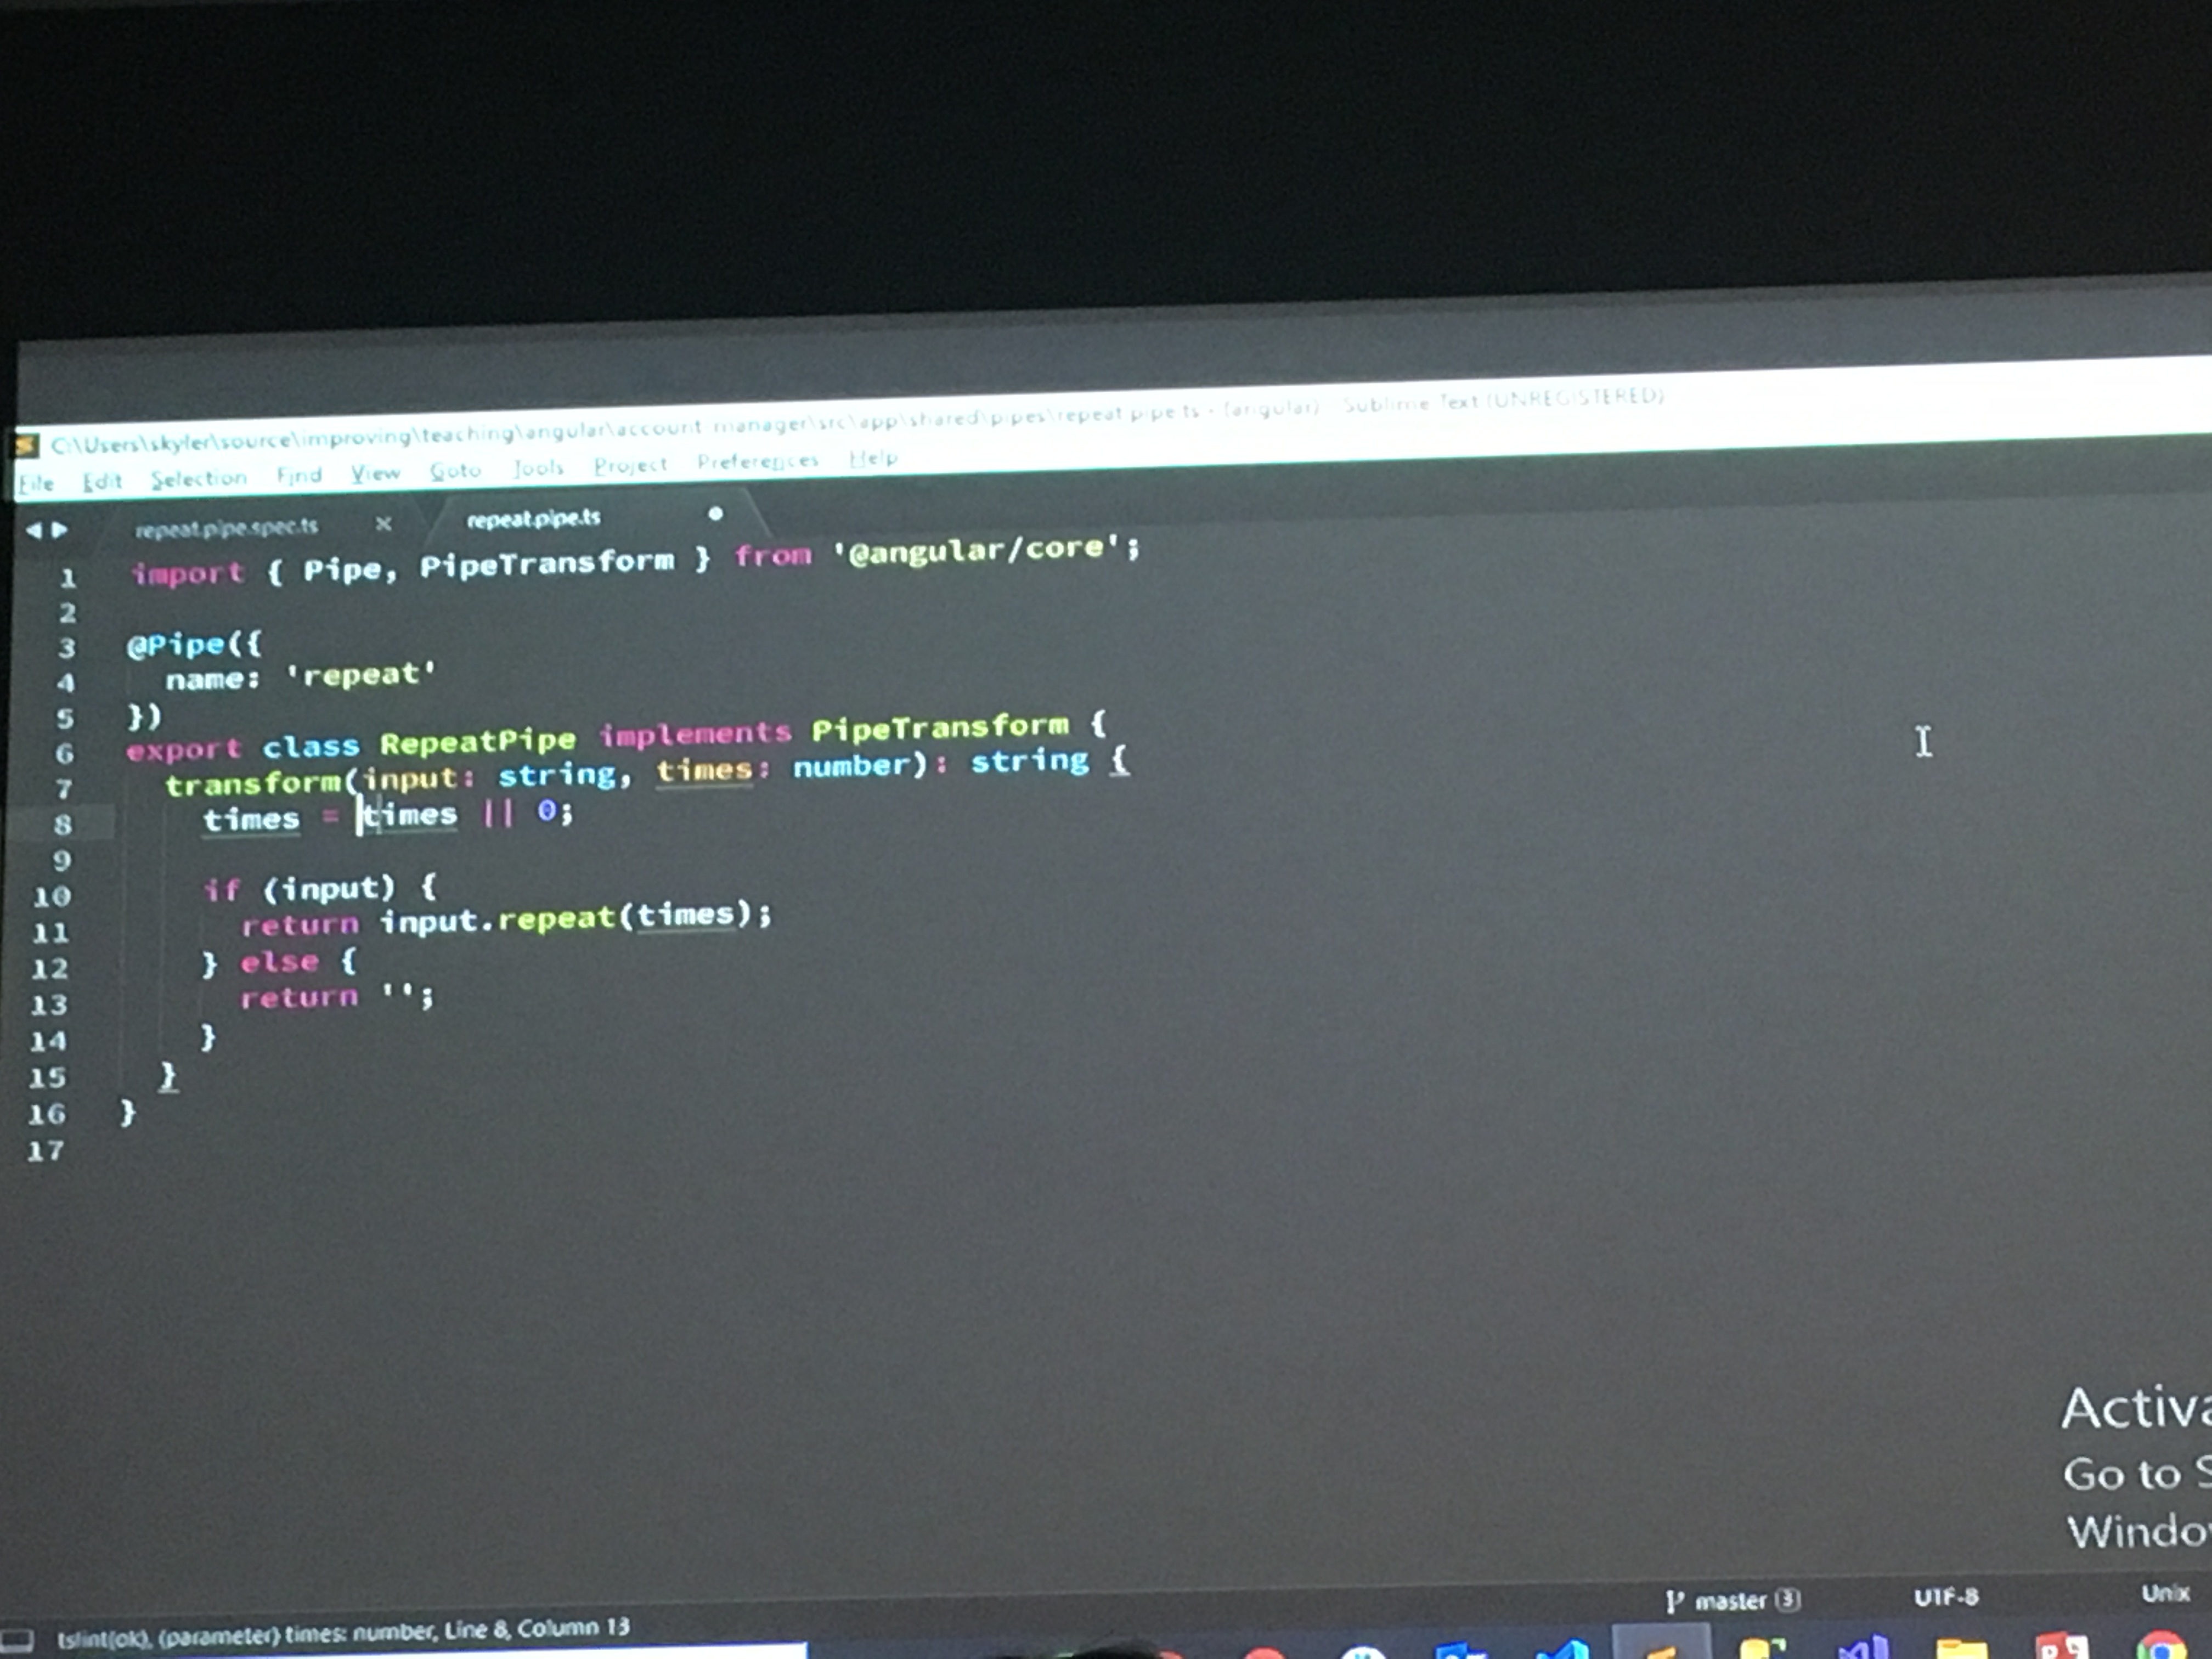 C:\Users\skyler\source\improving\teaching\angular\account-manager\src\app\shared\pipes\repeat.pipe.ts • (angular) - Sublime Text (UNREGISTERED)
File Edit Selection Find View Goto Tools Project Preferences Help
repeat.pipe.spec.ts × repeat.pipe.ts
1 import { Pipe, PipeTransform } from '@angular/core';
2
3 @Pipe({
4 name: 'repeat'
5 })
6 export class RepeatPipe implements PipeTransform {
7 transform(input: string, times: number): string {
8 times = times || 0;
9
10 if (input) {
11 return input.repeat(times);
12 } else {
13 return '';
14 }
15 }
16 }
17
Activa
Go to S
Window
master (3) UTF-8 Unix
tslint(ok), (parameter) times: number, Line 8, Column 13